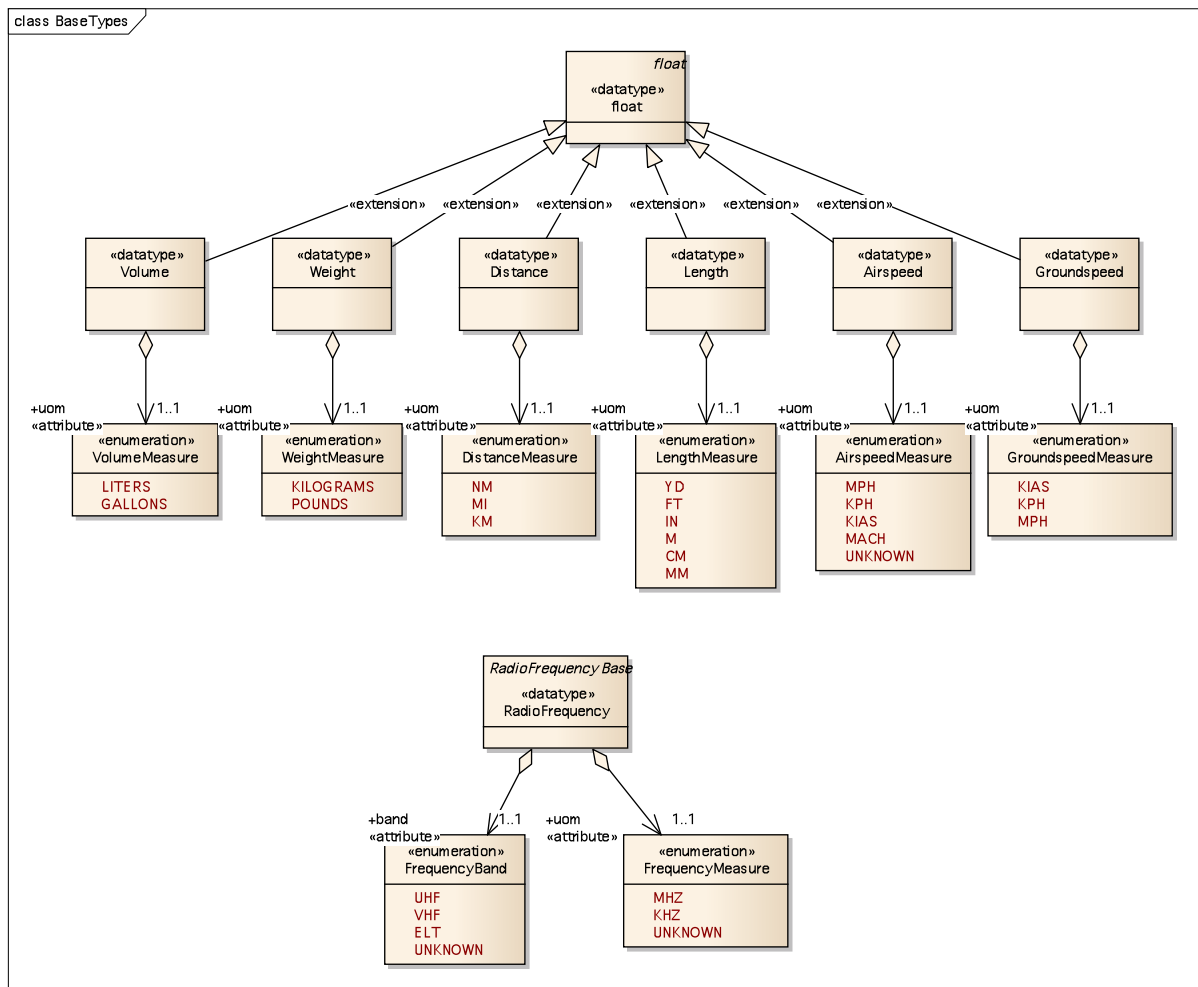 class BaseTypes
float
«datatype»
float
«extension» «extension» «extension» «extension» «extension» «extension»
«datatype»
Volume
«datatype»
Weight
«datatype»
Distance
«datatype»
Length
«datatype»
Airspeed
«datatype»
Groundspeed
+uom
«attribute»
1..1
«enumeration»
VolumeMeasure
LITERS
GALLONS
+uom
«attribute»
1..1
«enumeration»
WeightMeasure
KILOGRAMS
POUNDS
+uom
«attribute»
1..1
«enumeration»
DistanceMeasure
NM
MI
KM
+uom
«attribute»
1..1
«enumeration»
LengthMeasure
YD
FT
IN
M
CM
MM
+uom
«attribute»
1..1
«enumeration»
AirspeedMeasure
MPH
KPH
KIAS
MACH
UNKNOWN
+uom
«attribute»
1..1
«enumeration»
GroundspeedMeasure
KIAS
KPH
MPH
RadioFrequencyBase
«datatype»
RadioFrequency
+band
«attribute»
1..1
«enumeration»
FrequencyBand
UHF
VHF
ELT
UNKNOWN
+uom
«attribute»
1..1
«enumeration»
FrequencyMeasure
MHZ
KHZ
UNKNOWN